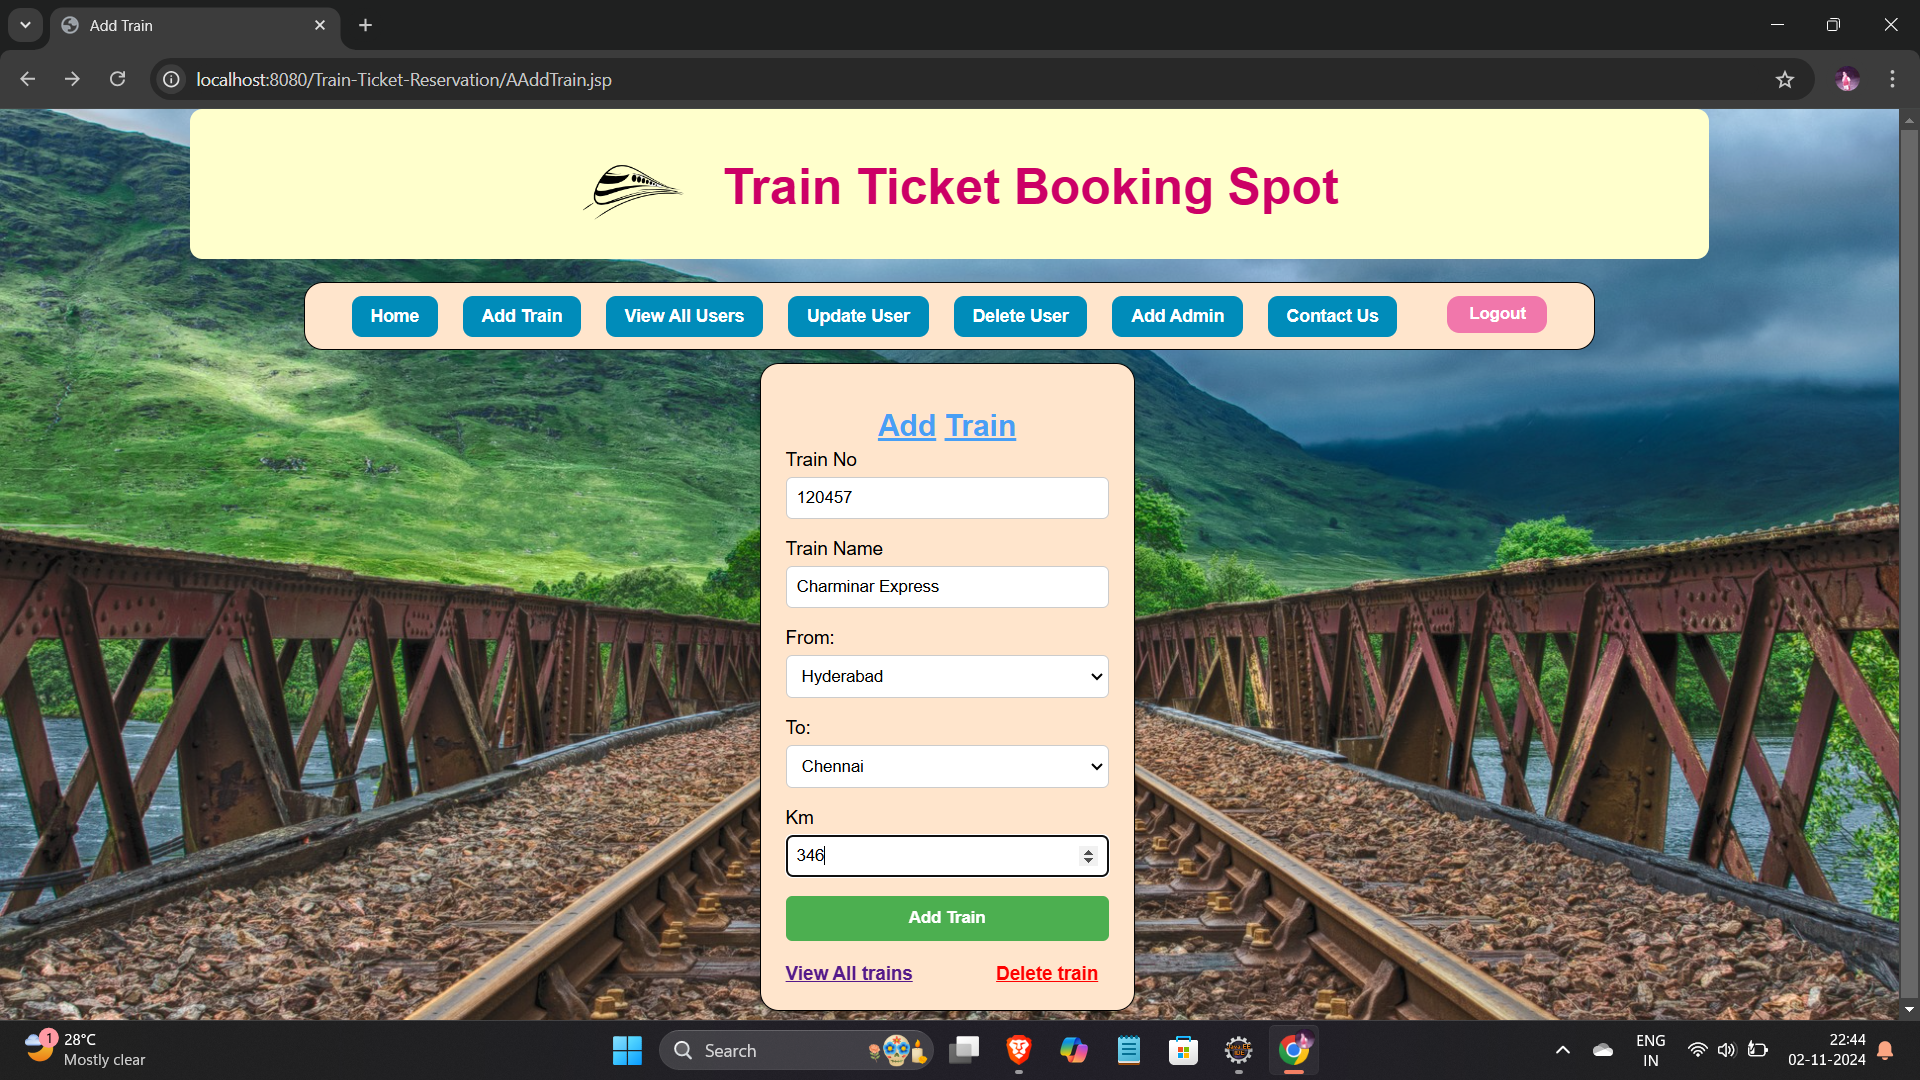 Add Train
localhost:8080/Train-Ticket-Reservation/AAddTrain.jsp
Train Ticket Booking Spot
Home Add Train View All Users Update User Delete User Add Admin Contact Us Logout
Add Train
Train No
120457
Train Name
Charminar Express
From:
Hyderabad
To:
Chennai
Km
346
Add Train
View All trains Delete train
1
28°C
Mostly clear
Search
ENG
IN
22:44
02-11-2024